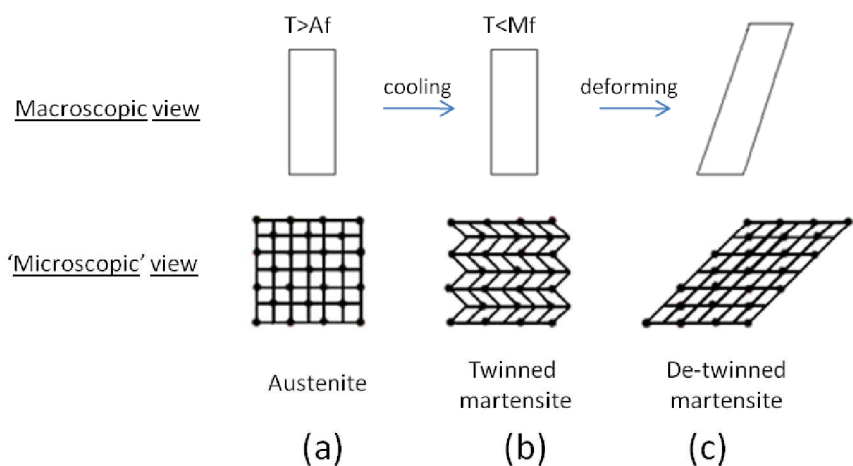 T>Af
T<Mf
cooling
deforming
Macroscopic view
'Microscopic' view
Austenite
Twinned
martensite
De-twinned
martensite
(a)
(b)
(c)